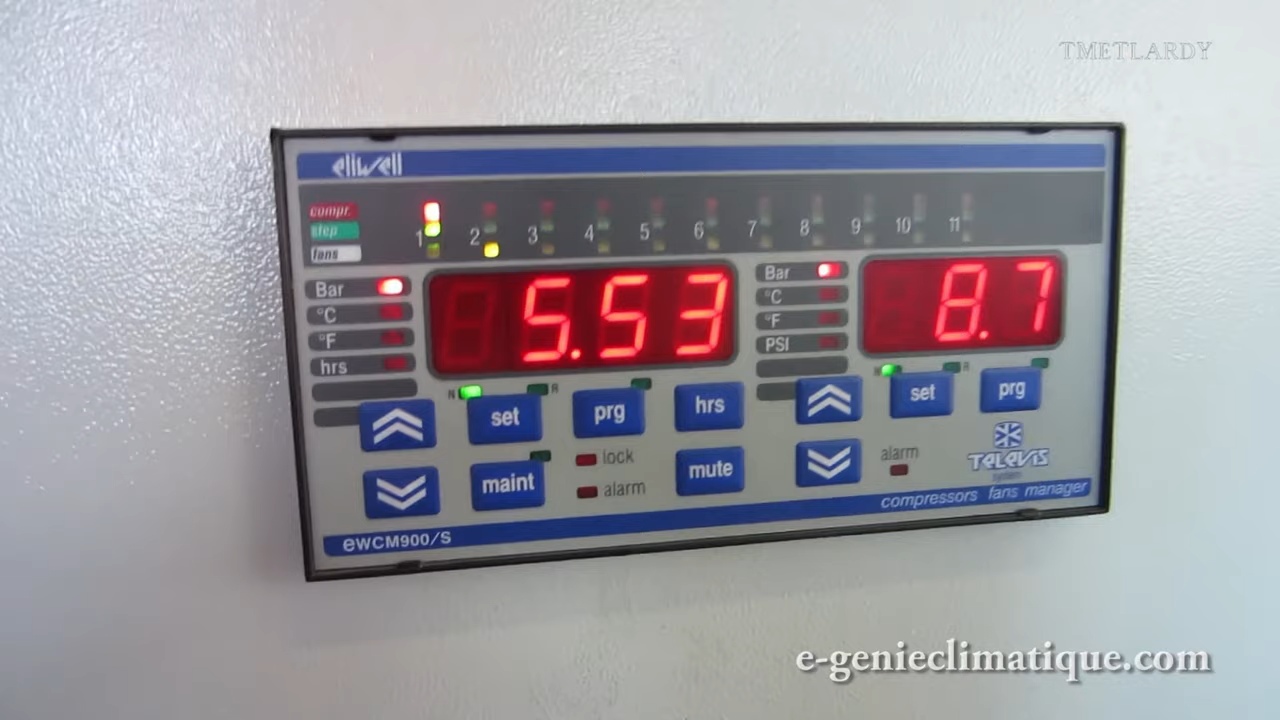 TMETLARDY
eliwell
compr.
step
fans
1 2 3 4 5 6 7 8 9 10 11
Bar
°C
°F
hrs
5.53
Bar
°C
°F
PSI
8.7
N R
set
prg
hrs
maint
lock
alarm
mute
N R
set
prg
alarm
TELEVIS
system
compressors fans manager
eWCM900/S
e-genieclimatique.com